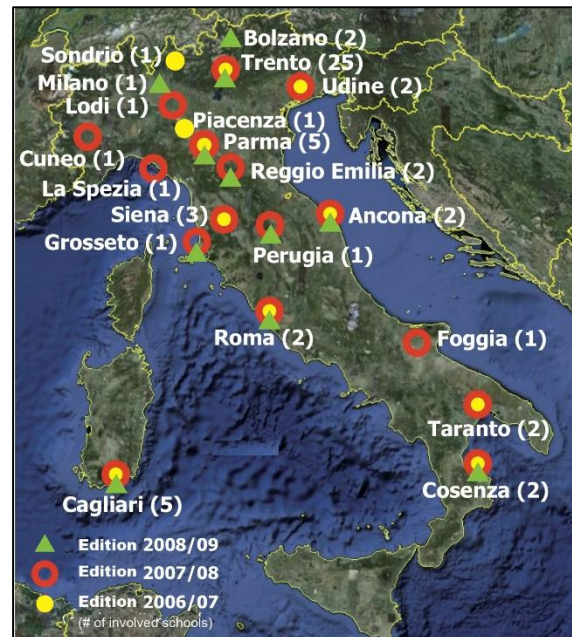 Bolzano (2)
Sondrio (1)
Trento (25)
Milano (1)
Udine (2)
Lodi (1)
Piacenza (1)
Parma (5)
Cuneo (1)
Reggio Emilia (2)
La Spezia (1)
Siena (3)
Ancona (2)
Grosseto (1)
Perugia (1)
Roma (2)
Foggia (1)
Taranto (2)
Cosenza (2)
Cagliari (5)
Edition 2008/09
Edition 2007/08
Edition 2006/07
(# of involved schools)